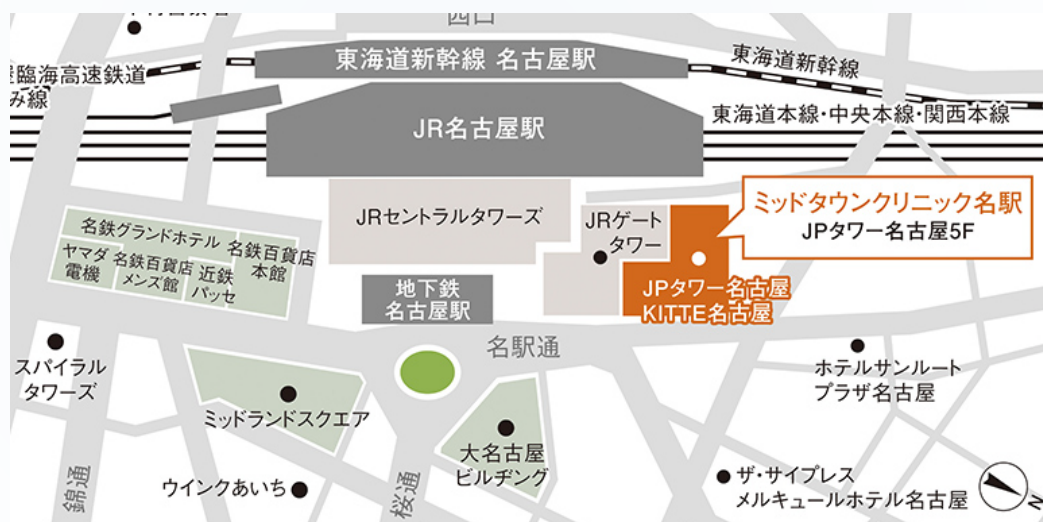 西口
東海道新幹線 名古屋駅
東海道新幹線
臨海高速鉄道
み線
JR名古屋駅
東海道本線・中央本線・関西本線
JRセントラルタワーズ
JRゲート
タワー
ミッドタウンクリニック名駅
JPタワー名古屋5F
名鉄グランドホテル
名鉄百貨店
本館
ヤマダ
電機
名鉄百貨店
メンズ館
近鉄
パッセ
地下鉄
名古屋駅
JPタワー名古屋
KITTE名古屋
名駅通
スパイラル
タワーズ
ミッドランドスクエア
ホテルサンルート
プラザ名古屋
大名古屋
ビルヂング
錦通
ウインクあいち
桜通
ザ・サイプレス
メルキュールホテル名古屋
N